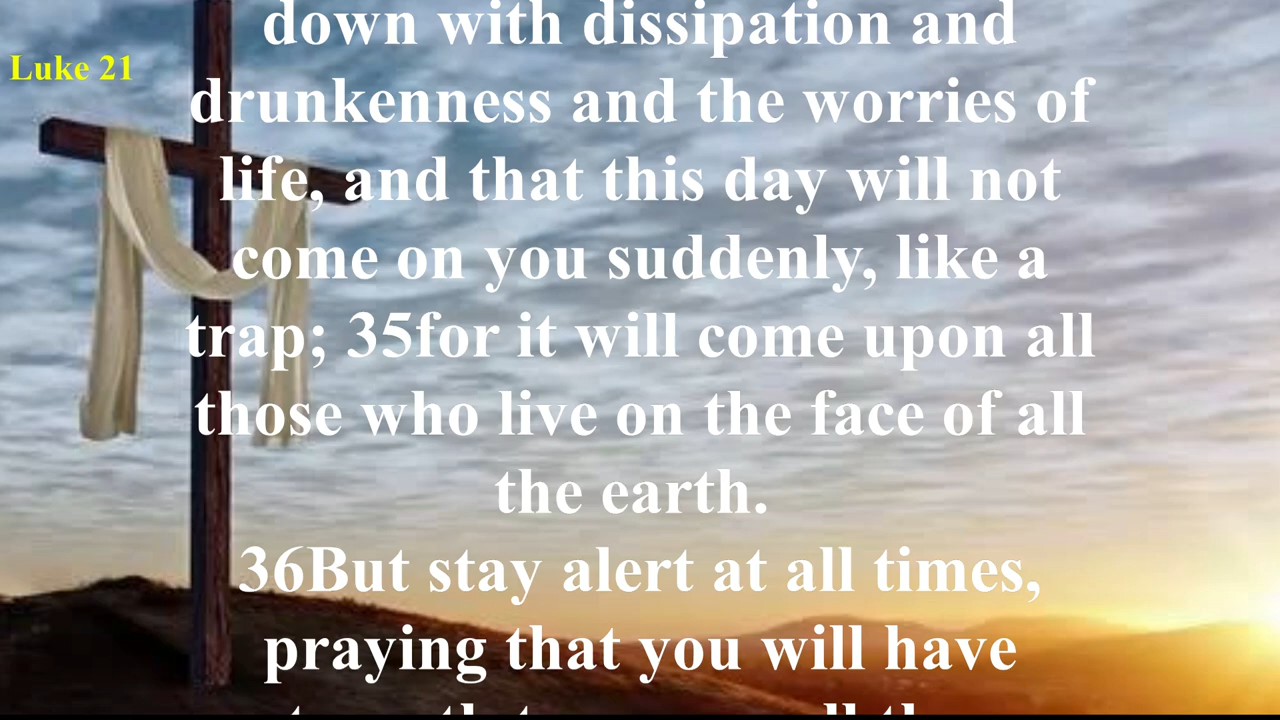 Luke 21
down with dissipation and
drunkenness and the worries of
life, and that this day will not
come on you suddenly, like a
trap; 35for it will come upon all
those who live on the face of all
the earth.
36But stay alert at all times,
praying that you will have